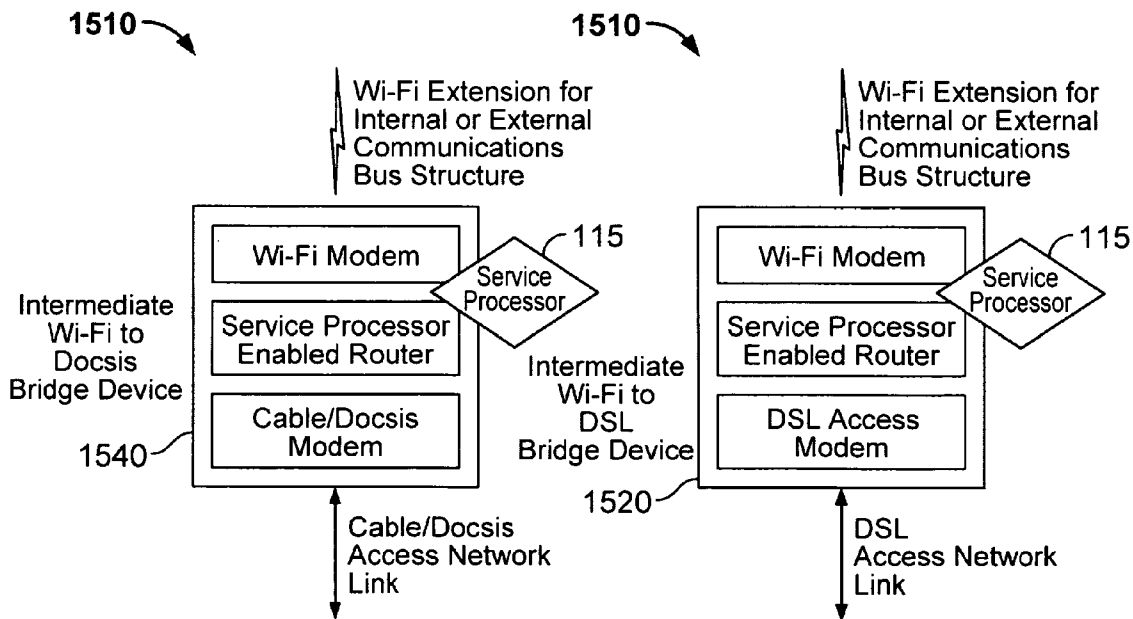 1510
Wi-Fi Extension for
Internal or External
Communications
Bus Structure
Wi-Fi Modem
115
Service
Processor
Intermediate
Wi-Fi to
Docsis
Bridge Device
Service Processor
Enabled Router
Cable/Docsis
Modem
1540
Cable/Docsis
Access Network
Link
1510
Wi-Fi Extension for
Internal or External
Communications
Bus Structure
Wi-Fi Modem
115
Service
Processor
Service Processor
Enabled Router
Intermediate
Wi-Fi to
DSL
Bridge Device
DSL Access
Modem
1520
DSL
Access Network
Link